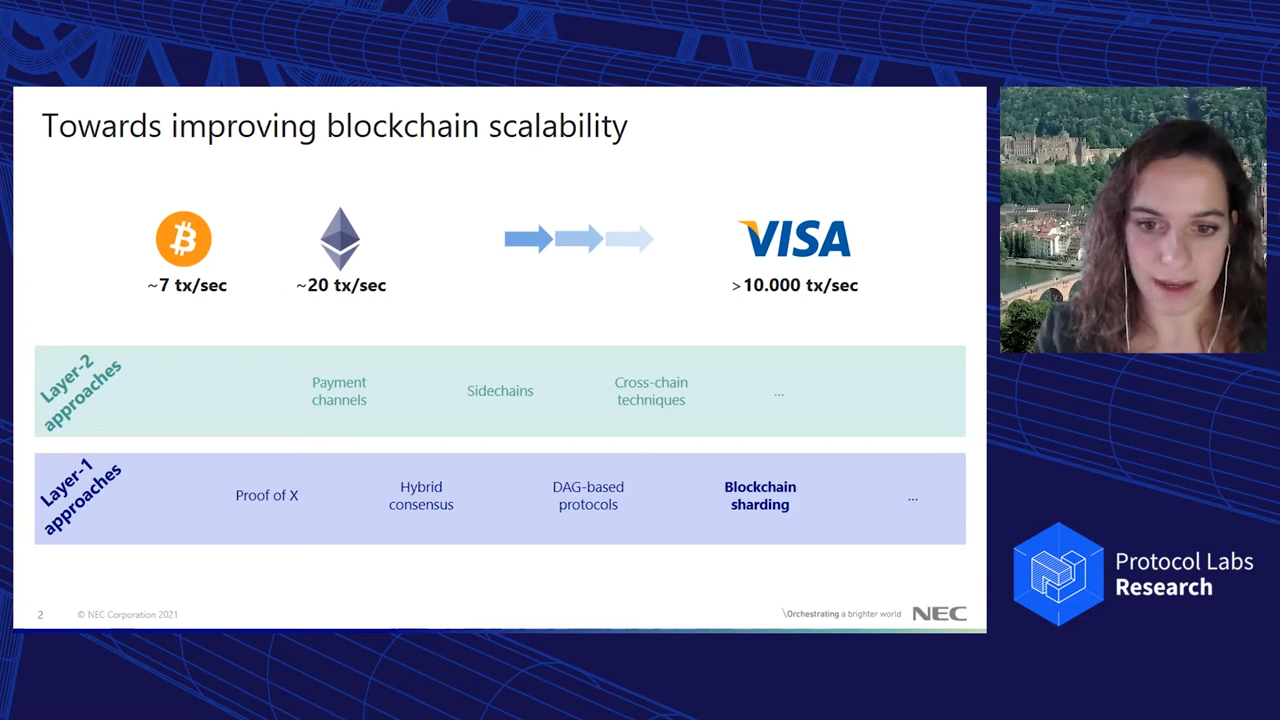 Towards improving blockchain scalability
VISA
~7 tx/sec
~20 tx/sec
>10.000 tx/sec
Layer-2
approaches
Payment
channels
Sidechains
Cross-chain
techniques
...
Layer-1
approaches
Proof of X
Hybrid
consensus
DAG-based
protocols
Blockchain
sharding
...
2
© NEC Corporation 2021
\Orchestrating a brighter world
NEC
Protocol Labs
Research